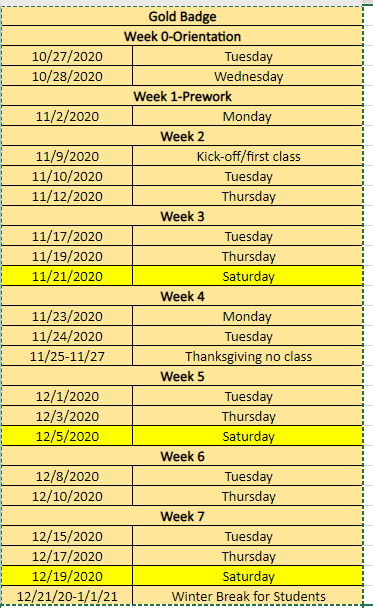 Gold Badge
Week 0-Orientation
10/27/2020 Tuesday
10/28/2020 Wednesday
Week 1-Prework
11/2/2020 Monday
Week 2
11/9/2020 Kick-off/first class
11/10/2020 Tuesday
11/12/2020 Thursday
Week 3
11/17/2020 Tuesday
11/19/2020 Thursday
11/21/2020 Saturday
Week 4
11/23/2020 Monday
11/24/2020 Tuesday
11/25-11/27 Thanksgiving no class
Week 5
12/1/2020 Tuesday
12/3/2020 Thursday
12/5/2020 Saturday
Week 6
12/8/2020 Tuesday
12/10/2020 Thursday
Week 7
12/15/2020 Tuesday
12/17/2020 Thursday
12/19/2020 Saturday
12/21/20-1/1/21 Winter Break for Students